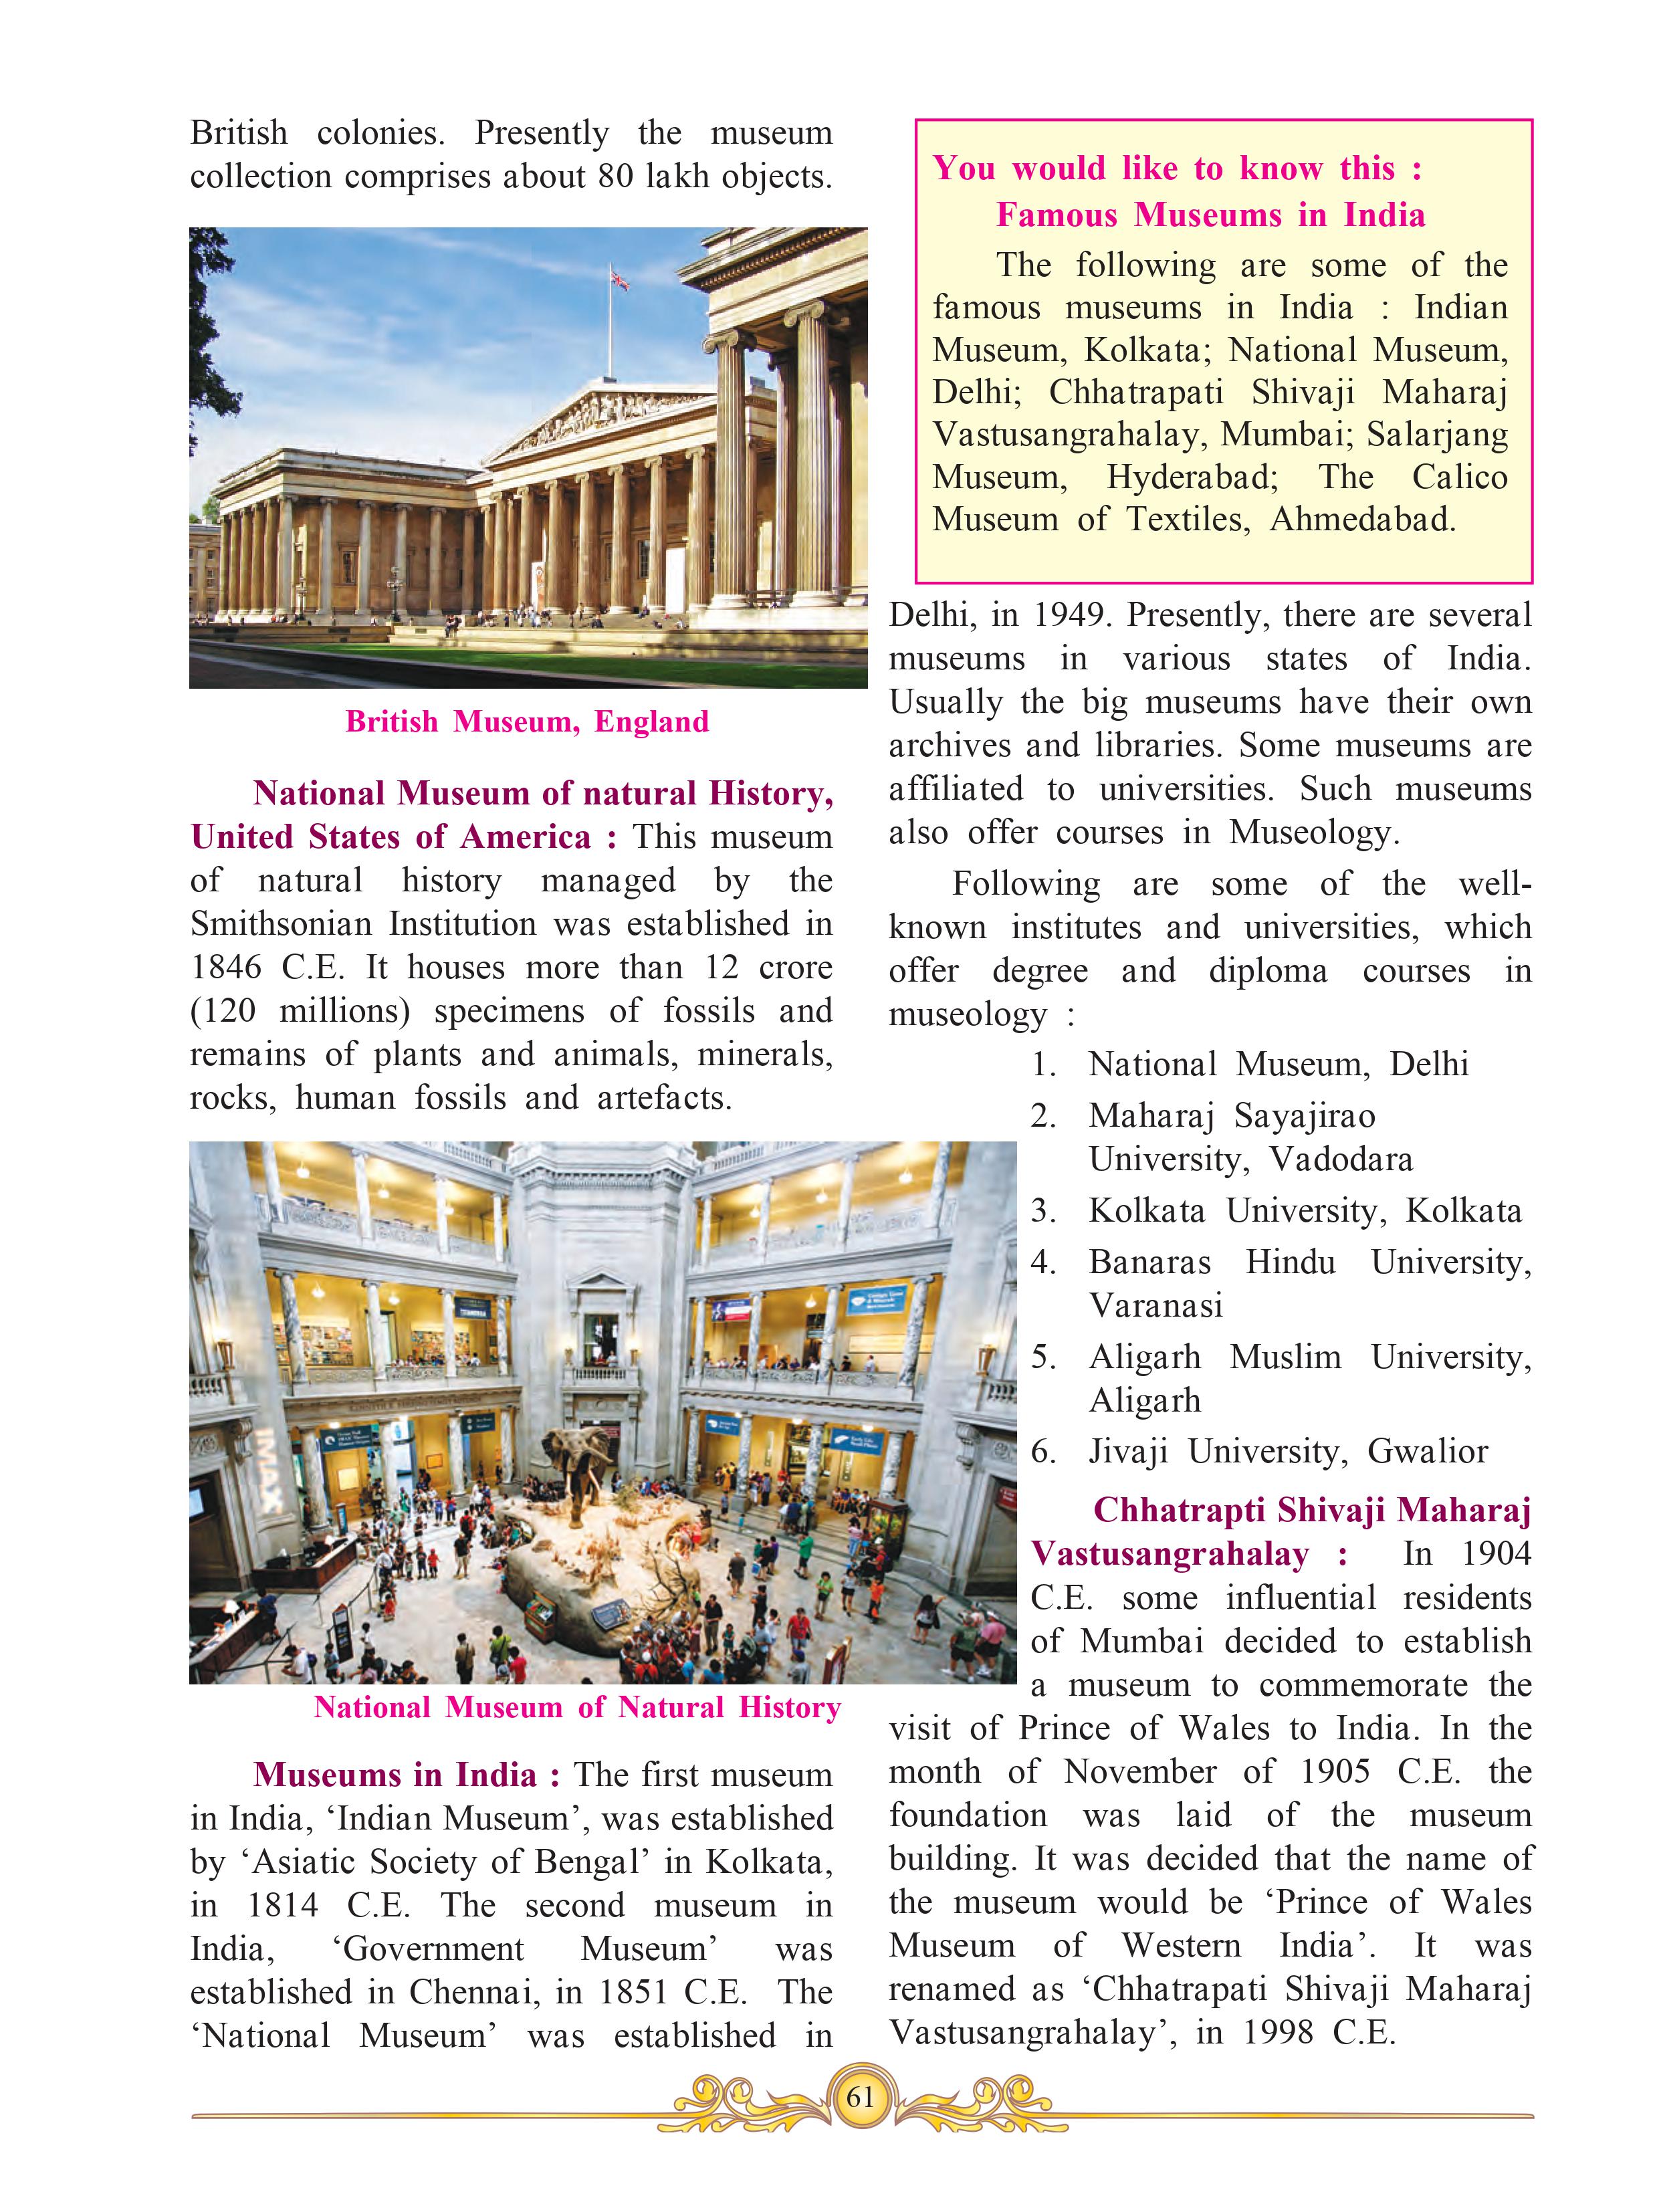 British colonies. Presently the museum
collection comprises about 80 lakh objects.
British Museum, England
National Museum of natural History,
United States of America : This museum
of natural history managed by the
Smithsonian Institution was established in
1846 C.E. It houses more than 12 crore
(120 millions) specimens of fossils and
remains of plants and animals, minerals,
rocks, human fossils and artefacts.
IMAX
National Museum of Natural History
Museums in India : The first museum
in India, ‘Indian Museum’, was established
by ‘Asiatic Society of Bengal’ in Kolkata,
in 1814 C.E. The second museum in
India, ‘Government Museum’ was
established in Chennai, in 1851 C.E. The
‘National Museum’ was established in
You would like to know this :
Famous Museums in India
The following are some of the
famous museums in India : Indian
Museum, Kolkata; National Museum,
Delhi; Chhatrapati Shivaji Maharaj
Vastusangrahalay, Mumbai; Salarjang
Museum, Hyderabad; The Calico
Museum of Textiles, Ahmedabad.
Delhi, in 1949. Presently, there are several
museums in various states of India.
Usually the big museums have their own
archives and libraries. Some museums are
affiliated to universities. Such museums
also offer courses in Museology.
Following are some of the well-
known institutes and universities, which
offer degree and diploma courses in
museology :
1. National Museum, Delhi
2. Maharaj Sayajirao
University, Vadodara
3. Kolkata University, Kolkata
4. Banaras Hindu University,
Varanasi
5. Aligarh Muslim University,
Aligarh
6. Jivaji University, Gwalior
Chhatrapti Shivaji Maharaj
Vastusangrahalay : In 1904
C.E. some influential residents
of Mumbai decided to establish
a museum to commemorate the
visit of Prince of Wales to India. In the
month of November of 1905 C.E. the
foundation was laid of the museum
building. It was decided that the name of
the museum would be ‘Prince of Wales
Museum of Western India’. It was
renamed as ‘Chhatrapati Shivaji Maharaj
Vastusangrahalay’, in 1998 C.E.
61